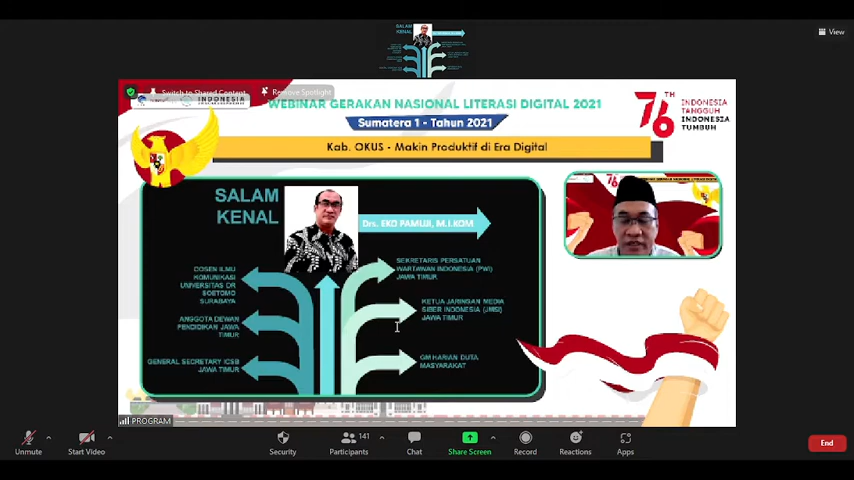 View
SALAM
KENAL
Switch to Shared Content
Remove Spotlight
INDONESIA
WEBINAR GERAKAN NASIONAL LITERASI DIGITAL 2021
Sumatera 1 - Tahun 2021
Kab. OKUS - Makin Produktif di Era Digital
76TH
INDONESIA
TANGGUH
INDONESIA
TUMBUH
SALAM
KENAL
Drs. EKO PAMUJI, M.I.KOM
DOSEN ILMU
KOMUNIKASI
UNIVERSITAS DR
SOETOMO
SURABAYA
ANGGOTA DEWAN
PENDIDIKAN JAWA
TIMUR
GENERAL SECRETARY ICSB
JAWA TIMUR
SEKRETARIS PERSATUAN
WARTAWAN INDONESIA (PWI)
JAWA TIMUR
KETUA JARINGAN MEDIA
SIBER INDONESIA (JMSI)
JAWA TIMUR
GM HARIAN DUTA
MASYARAKAT
PROGRAM
Unmute
Start Video
Security
Participants
141
Chat
Share Screen
Record
Reactions
Apps
End